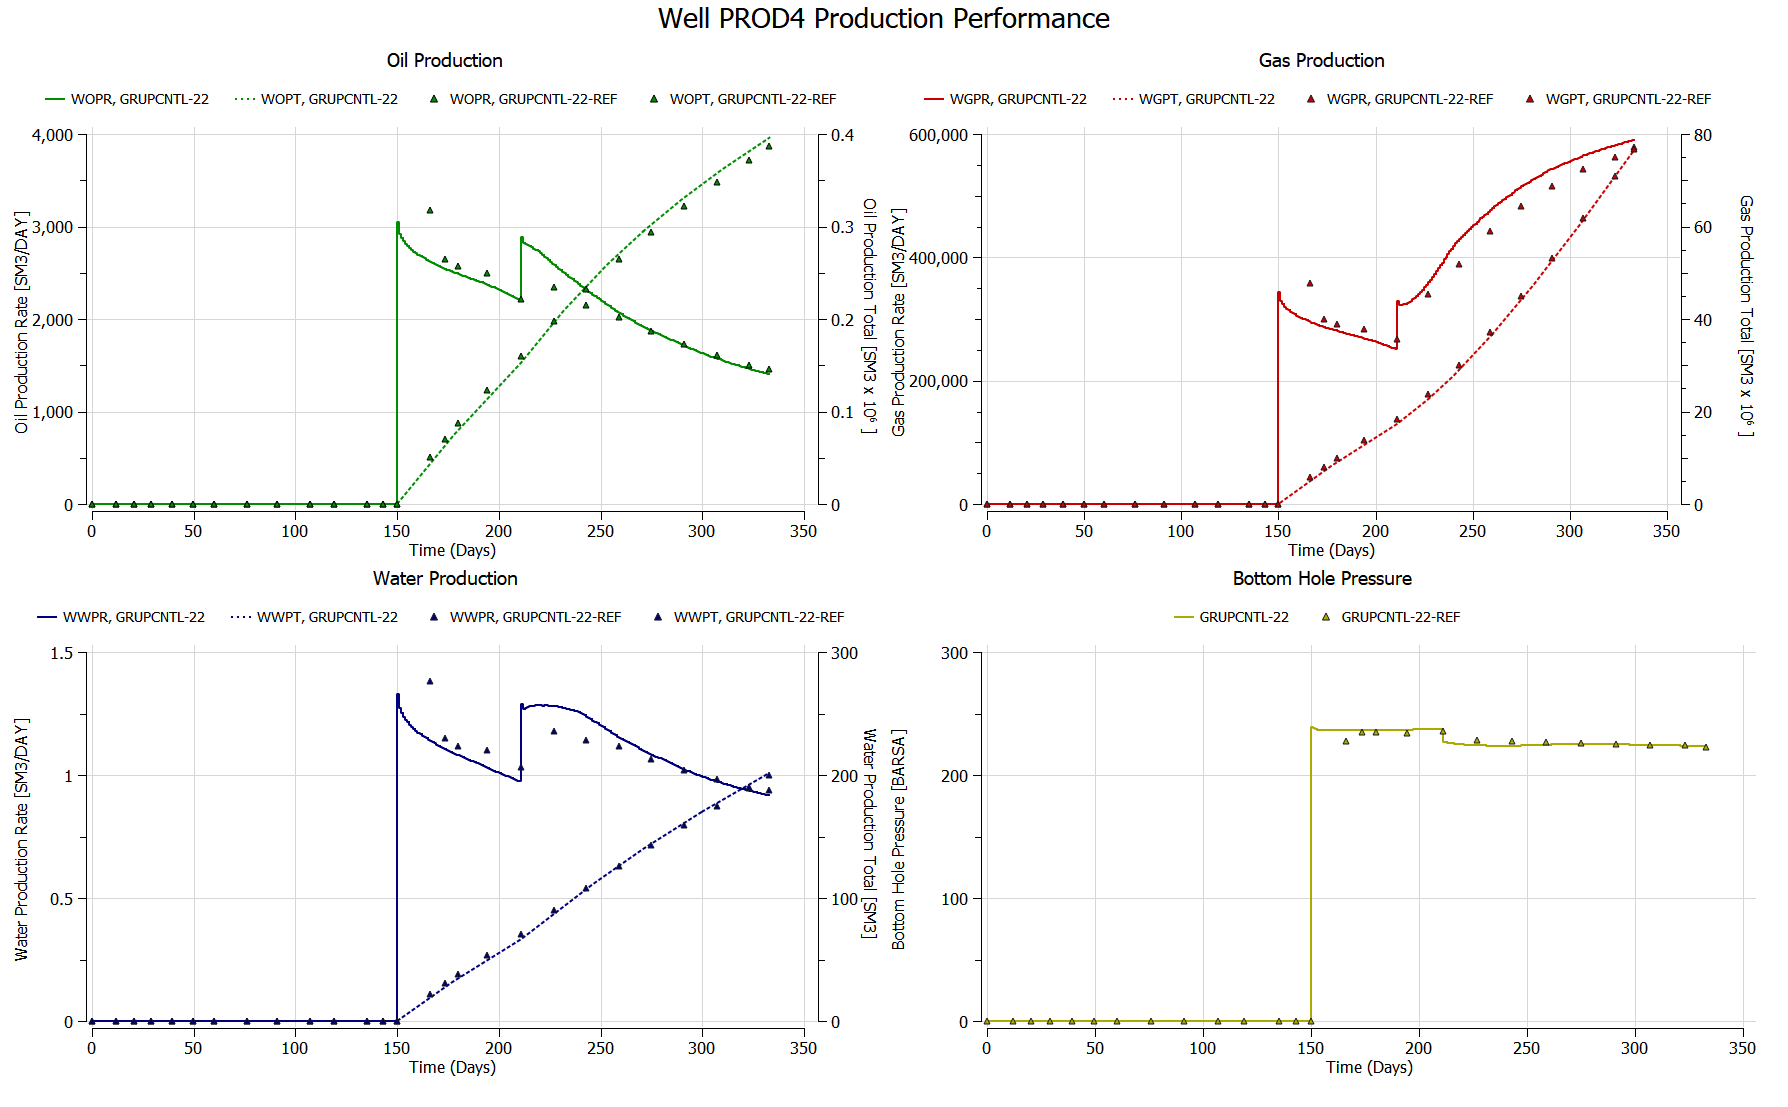 Well PROD4 Production Performance
Oil Production
WOPR, GRUPCNTL-22 WOPT, GRUPCNTL-22 WOPR, GRUPCNTL-22-REF WOPT, GRUPCNTL-22-REF
4,000
3,000
2,000
1,000
0
Oil Production Rate [SM3/DAY]
0.4
0.3
0.2
0.1
0
Oil Production Total [SM3 x 10⁶ ]
0 50 100 150 200 250 300 350
Time (Days)
Gas Production
WGPR, GRUPCNTL-22 WGPT, GRUPCNTL-22 WGPR, GRUPCNTL-22-REF WGPT, GRUPCNTL-22-REF
600,000
400,000
200,000
0
Gas Production Rate [SM3/DAY]
80
60
40
20
0
Gas Production Total [SM3 x 10⁶ ]
0 50 100 150 200 250 300 350
Time (Days)
Water Production
WWPR, GRUPCNTL-22 WWPT, GRUPCNTL-22 WWPR, GRUPCNTL-22-REF WWPT, GRUPCNTL-22-REF
1.5
1
0.5
0
Water Production Rate [SM3/DAY]
300
200
100
0
Water Production Total [SM3]
0 50 100 150 200 250 300 350
Time (Days)
Bottom Hole Pressure
GRUPCNTL-22 GRUPCNTL-22-REF
300
200
100
0
Bottom Hole Pressure [BARSA]
0 50 100 150 200 250 300 350
Time (Days)